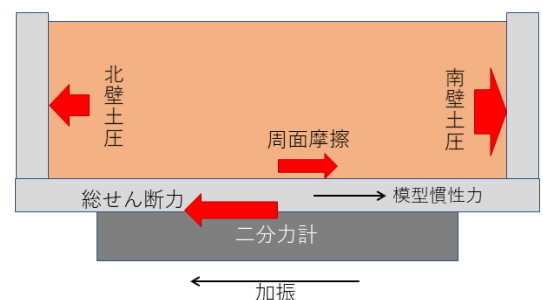 北壁土圧
南壁土圧
周面摩擦
総せん断力
模型慣性力
二分力計
加振